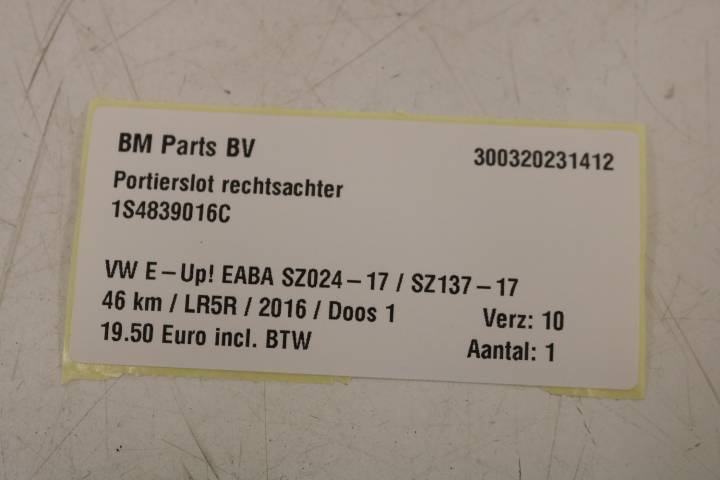 BM Parts BV 300320231412
Portierslot rechtsachter
1S4839016C
VW E-Up! EABA SZ024-17 / SZ137-17
46 km / LR5R / 2016 / Doos 1 Verz: 10
19.50 Euro incl. BTW Aantal: 1